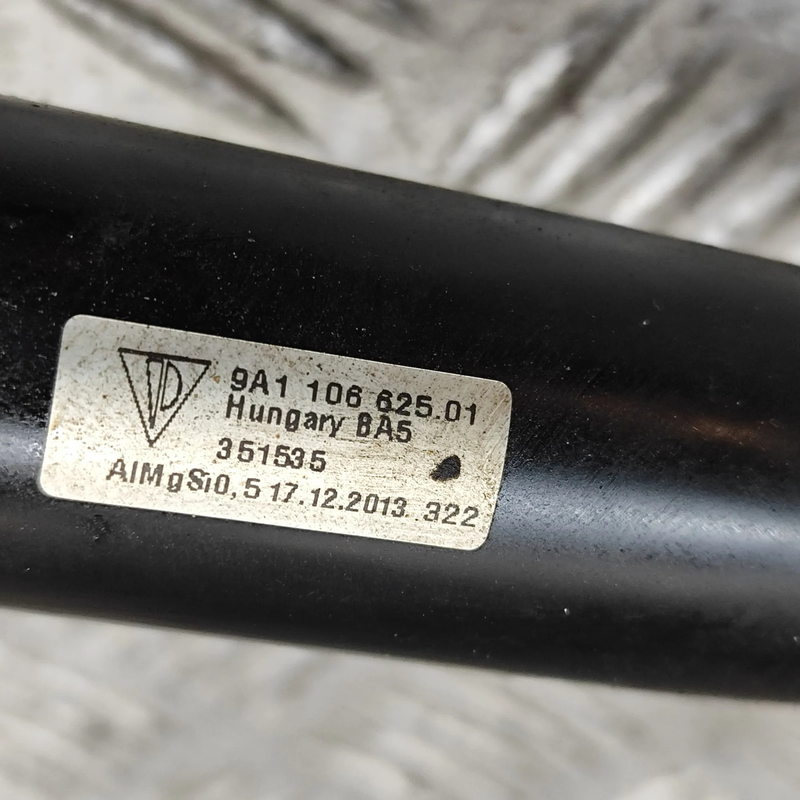 9A1 106 625.01
Hungary BA5
351535
AlMgSi0,5 17.12.2013..322